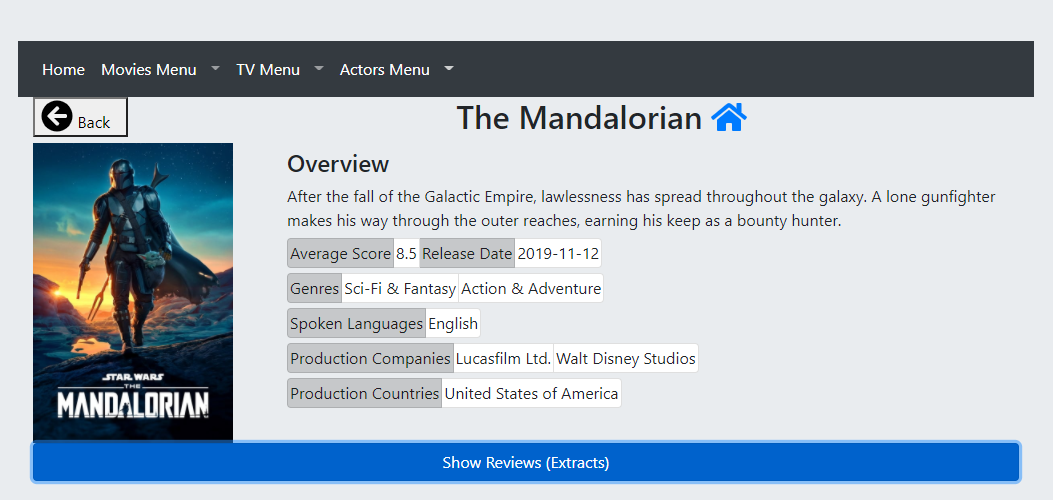 Home Movies Menu TV Menu Actors Menu
Back
The Mandalorian
Overview
After the fall of the Galactic Empire, lawlessness has spread throughout the galaxy. A lone gunfighter
makes his way through the outer reaches, earning his keep as a bounty hunter.
Average Score 8.5 Release Date 2019-11-12
Genres Sci-Fi & Fantasy Action & Adventure
Spoken Languages English
Production Companies Lucasfilm Ltd. Walt Disney Studios
Production Countries United States of America
STAR WARS
THE
MANDALORIAN
Show Reviews (Extracts)